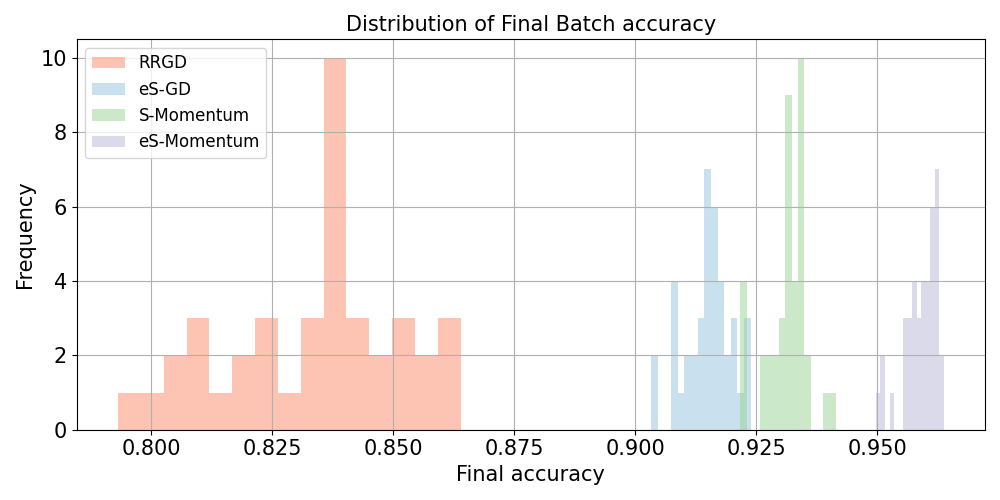 Distribution of Final Batch accuracy
RRGD
eS-GD
S-Momentum
eS-Momentum
Frequency
10
8
6
4
2
0
0.800 0.825 0.850 0.875 0.900 0.925 0.950
Final accuracy